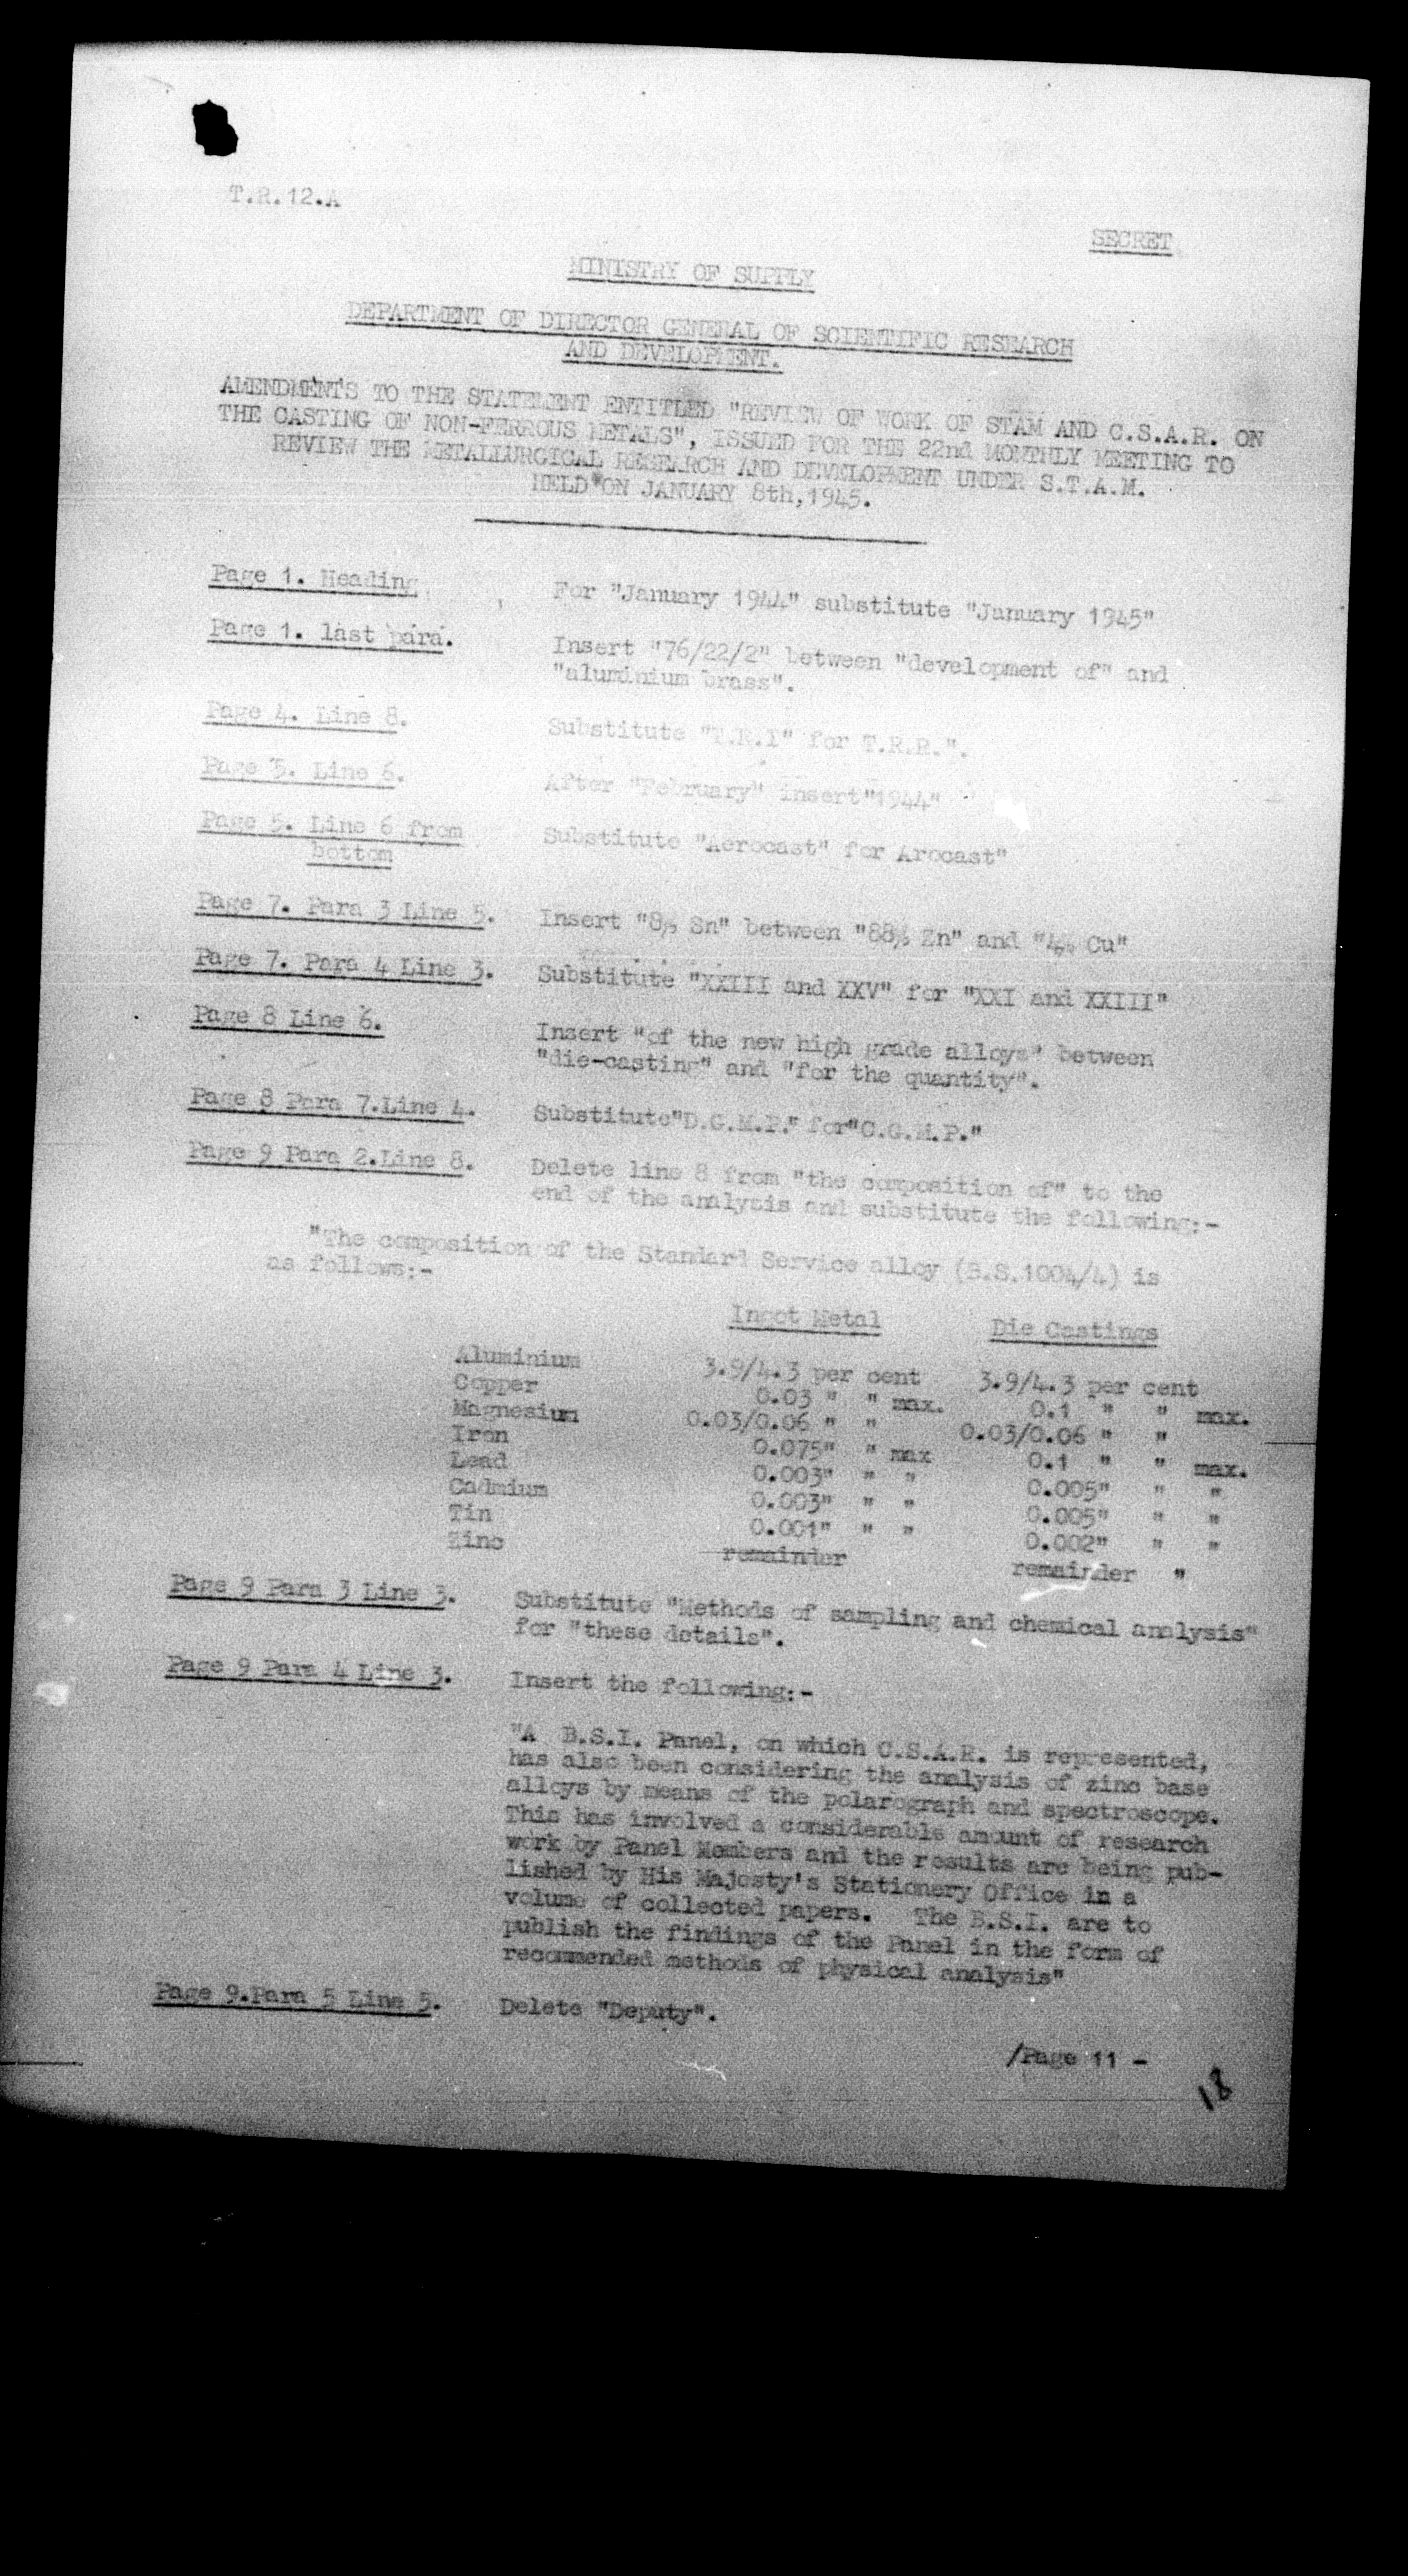 T.R.12.A
SECRET
MINISTRY OF SUPPLY
DEPARTMENT OF DIRECTOR GENERAL OF SCIENTIFIC RESEARCH
AND DEVELOPMENT.
AMENDMENTS TO THE STATEMENT ENTITLED "REVIEW OF WORK OF STAM AND C.S.A.R. ON
THE CASTING OF NON-FERROUS METALS", ISSUED FOR THE 22nd MONTHLY MEETING TO
REVIEW THE METALLURGICAL RESEARCH AND DEVELOPMENT UNDER S.T.A.M.
HELD ON JANUARY 8th, 1945.
Page 1. Heading For "January 1944" substitute "January 1945"
Page 1. last para. Insert "76/22/2" between "development of" and
"aluminium brass".
Page 4. Line 8. Substitute "T.R.I" for T.R.R.".
Page 5. Line 6. After "February" insert"1944"
Page 5. Line 6 from Substitute "Aerocast" for Arocast"
bottom
Page 7. Para 3 Line 5. Insert "8% Sn" between "88% Zn" and "4% Cu"
Page 7. Para 4 Line 3. Substitute "XXIII and XXV" for "XXI and XXIII"
Page 8 Line 6. Insert "of the new high grade alloys" between
"die-casting" and "for the quantity".
Page 8 Para 7.Line 4. Substitute"D.G.M.P." for"C.G.M.P."
Page 9 Para 2.Line 8. Delete line 8 from "the composition of" to the
end of the analysis and substitute the following:-
"The composition of the Standard Service alloy (B.S.1004/4) is
as follows:-
Ingot Metal Die Castings
Aluminium 3.9/4.3 per cent 3.9/4.3 per cent
Copper 0.03 " " max. 0.1 " " max.
Magnesium 0.03/0.06 " " 0.03/0.06 " "
Iron 0.075" " max 0.1 " " max.
Lead 0.003" " " 0.005" " "
Cadmium 0.003" " " 0.005" " "
Tin 0.001" " " 0.002" " "
Zinc remainder remainder "
Page 9 Para 3 Line 3. Substitute "Methods of sampling and chemical analysis"
for "these details".
Page 9 Para 4 Line 3. Insert the following:-
"A B.S.I. Panel, on which C.S.A.R. is represented,
has also been considering the analysis of zinc base
alloys by means of the polarograph and spectroscope.
This has involved a considerable amount of research
work by Panel Members and the results are being pub-
lished by His Majesty's Stationery Office in a
volume of collected papers. The B.S.I. are to
publish the findings of the Panel in the form of
recommended methods of physical analysis"
Page 9.Para 5 Line 5. Delete "Deputy".
/Page 11 -
18